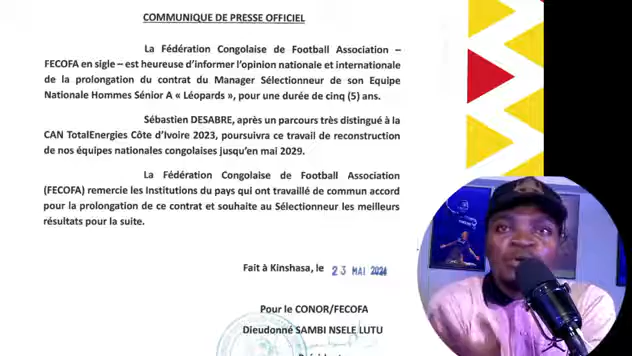 COMMUNIQUE DE PRESSE OFFICIEL
La Fédération Congolaise de Football Association –
FECOFA en sigle – est heureuse d'informer l'opinion nationale et internationale
de la prolongation du contrat du Manager Sélectionneur de son Equipe
Nationale Hommes Sénior A « Léopards », pour une durée de cinq (5) ans.
Sébastien DESABRE, après un parcours très distingué à la
CAN TotalEnergies Côte d'Ivoire 2023, poursuivra ce travail de reconstruction
de nos équipes nationales congolaises jusqu'en mai 2029.
La Fédération Congolaise de Football Association
(FECOFA) remercie les Institutions du pays qui ont travaillé de commun accord
pour la prolongation de ce contrat et souhaite au Sélectionneur les meilleurs
résultats pour la suite.
Fait à Kinshasa, le 23 MAI 2024
Pour le CONOR/FECOFA
Dieudonné SAMBI NSELE LUTU